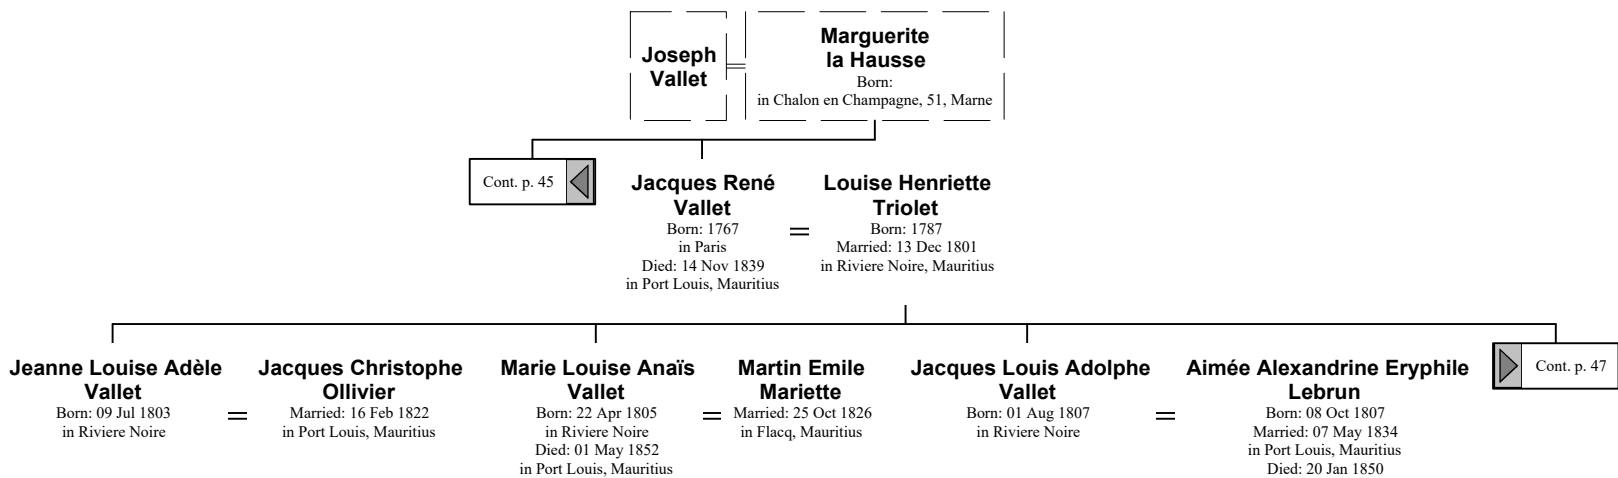 Joseph
Vallet
Marguerite
la Hausse
Born:
in Chalon en Champagne, 51, Marne
Cont. p. 45
Jacques René
Vallet
Born: 1767
in Paris
Died: 14 Nov 1839
in Port Louis, Mauritius
=
Louise Henriette
Triolet
Born: 1787
Married: 13 Dec 1801
in Riviere Noire, Mauritius
Jeanne Louise Adèle
Vallet
Born: 09 Jul 1803
in Riviere Noire
=
Jacques Christophe
Ollivier
Married: 16 Feb 1822
in Port Louis, Mauritius
Marie Louise Anaïs
Vallet
Born: 22 Apr 1805
in Riviere Noire
Died: 01 May 1852
in Port Louis, Mauritius
=
Martin Emile
Mariette
Married: 25 Oct 1826
in Flacq, Mauritius
Jacques Louis Adolphe
Vallet
Born: 01 Aug 1807
in Riviere Noire
=
Aimée Alexandrine Eryphile
Lebrun
Born: 08 Oct 1807
Married: 07 May 1834
in Port Louis, Mauritius
Died: 20 Jan 1850
Cont. p. 47